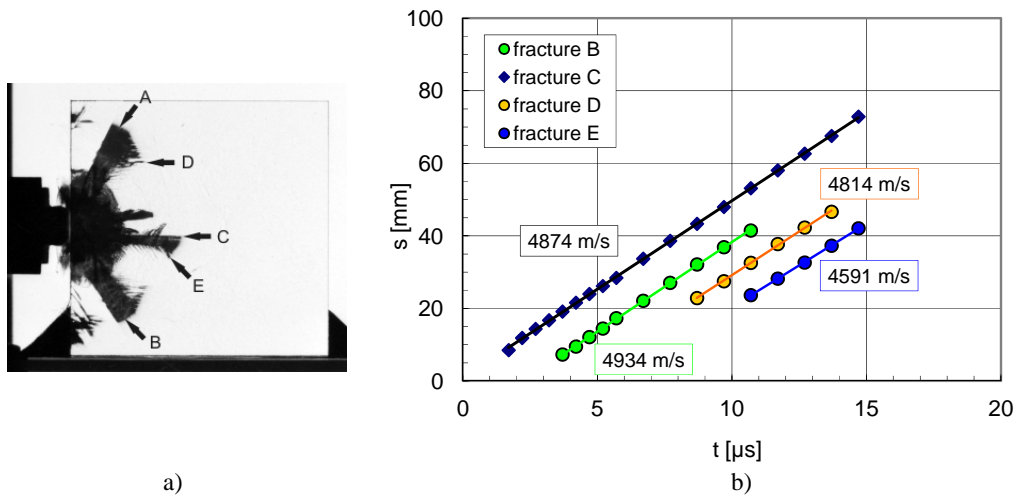 A
D
C
E
B
a)
100
80
60
40
20
0
s [mm]
fracture B
fracture C
fracture D
fracture E
4814 m/s
4874 m/s
4591 m/s
4934 m/s
0 5 10 15 20
t [µs]
b)